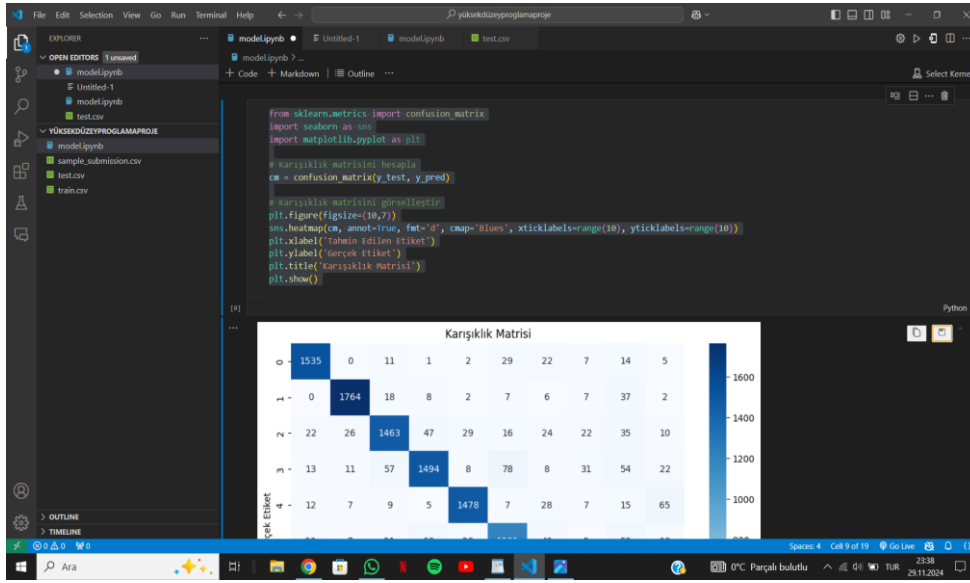 File Edit Selection View Go Run Terminal Help
yüksekdüzeyproglamaproje
EXPLORER
model.ipynb
Untitled-1
model.ipynb
test.csv
OPEN EDITORS 1 unsaved
model.ipynb
Untitled-1
model.ipynb
test.csv
YÜKSEKDÜZEYPROGLAMAPROJE
model.ipynb
sample_submission.csv
test.csv
train.csv
OUTLINE
TIMELINE
model.ipynb > ...
+ Code + Markdown | Outline ...
Select Kerne
from sklearn.metrics import confusion_matrix
import seaborn as sns
import matplotlib.pyplot as plt
# Karışıklık matrisini hesapla
cm = confusion_matrix(y_test, y_pred)
# Karışıklık matrisini görselleştir
plt.figure(figsize=(10,7))
sns.heatmap(cm, annot=True, fmt='d', cmap='Blues', xticklabels=range(10), yticklabels=range(10))
plt.xlabel('Tahmin Edilen Etiket')
plt.ylabel('Gerçek Etiket')
plt.title('Karışıklık Matrisi')
plt.show()
Python
Karışıklık Matrisi
0 1535 0 11 1 2 29 22 7 14 5
1 0 1764 18 8 2 7 6 7 37 2
2 22 26 1463 47 29 16 24 22 35 10
3 13 11 57 1494 8 78 8 31 54 22
4 12 7 9 5 1478 7 28 7 15 65
çek Etiket
1600
1400
1200
1000
0 0 0
Spaces: 4 Cell 9 of 19 Go Live
Ara
0°C Parçalı bulutlu
TUR
23:38
29.11.2024